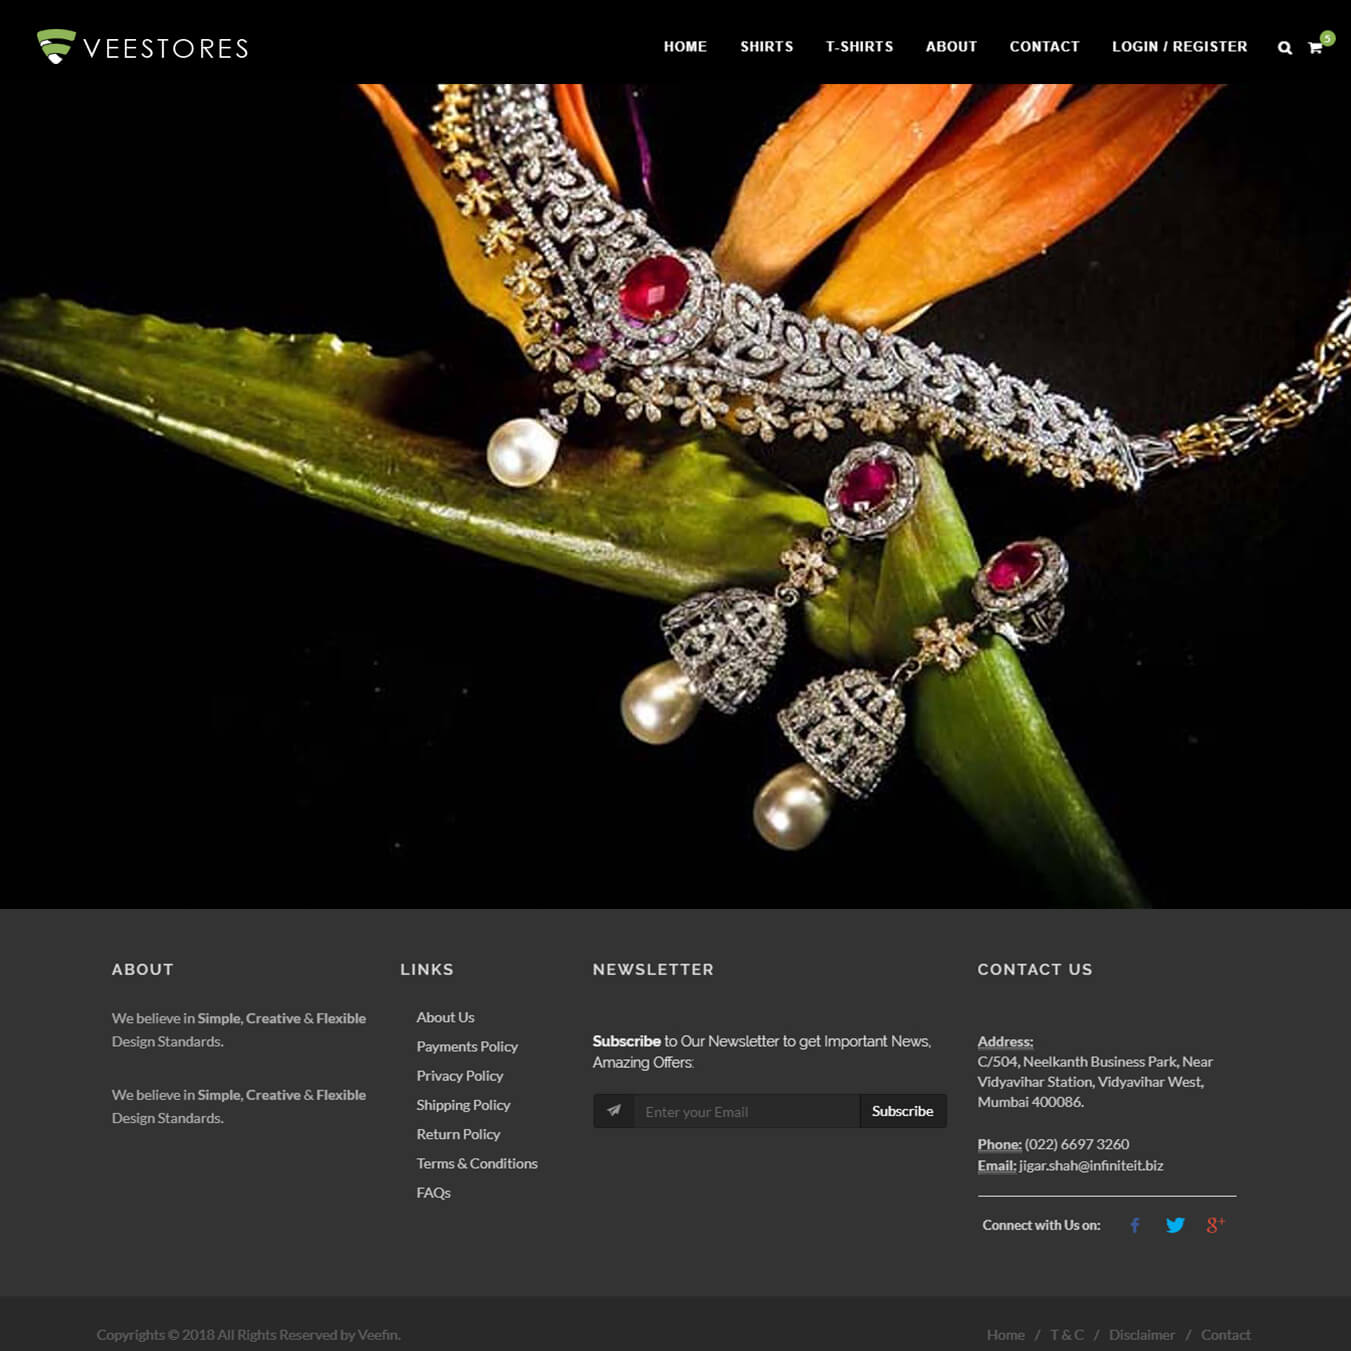 VEESTORES
HOME SHIRTS T-SHIRTS ABOUT CONTACT LOGIN / REGISTER 5
ABOUT
We believe in Simple, Creative & Flexible
Design Standards.
We believe in Simple, Creative & Flexible
Design Standards.
LINKS
About Us
Payments Policy
Privacy Policy
Shipping Policy
Return Policy
Terms & Conditions
FAQs
NEWSLETTER
Subscribe to Our Newsletter to get Important News,
Amazing Offers:
Enter your Email Subscribe
CONTACT US
Address:
C/504, Neelkanth Business Park, Near
Vidyavihar Station, Vidyavihar West,
Mumbai 400086.
Phone: (022) 6697 3260
Email: jigar.shah@infiniteit.biz
Connect with Us on:
Copyrights © 2018 All Rights Reserved by Veefin.
Home / T & C / Disclaimer / Contact